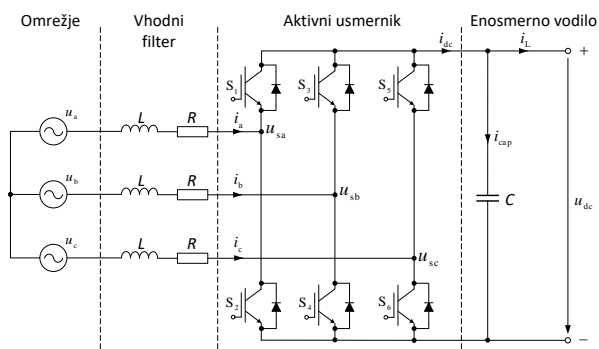 Omrežje
Vhodni
filter
Aktivni usmernik
Enosmerno vodilo
i_dc
i_L
+
S_1
S_3
S_5
u_a
L
R
i_a
u_sa
i_cap
u_b
L
R
i_b
u_sb
C
u_dc
u_c
L
R
i_c
u_sc
S_2
S_4
S_6
−